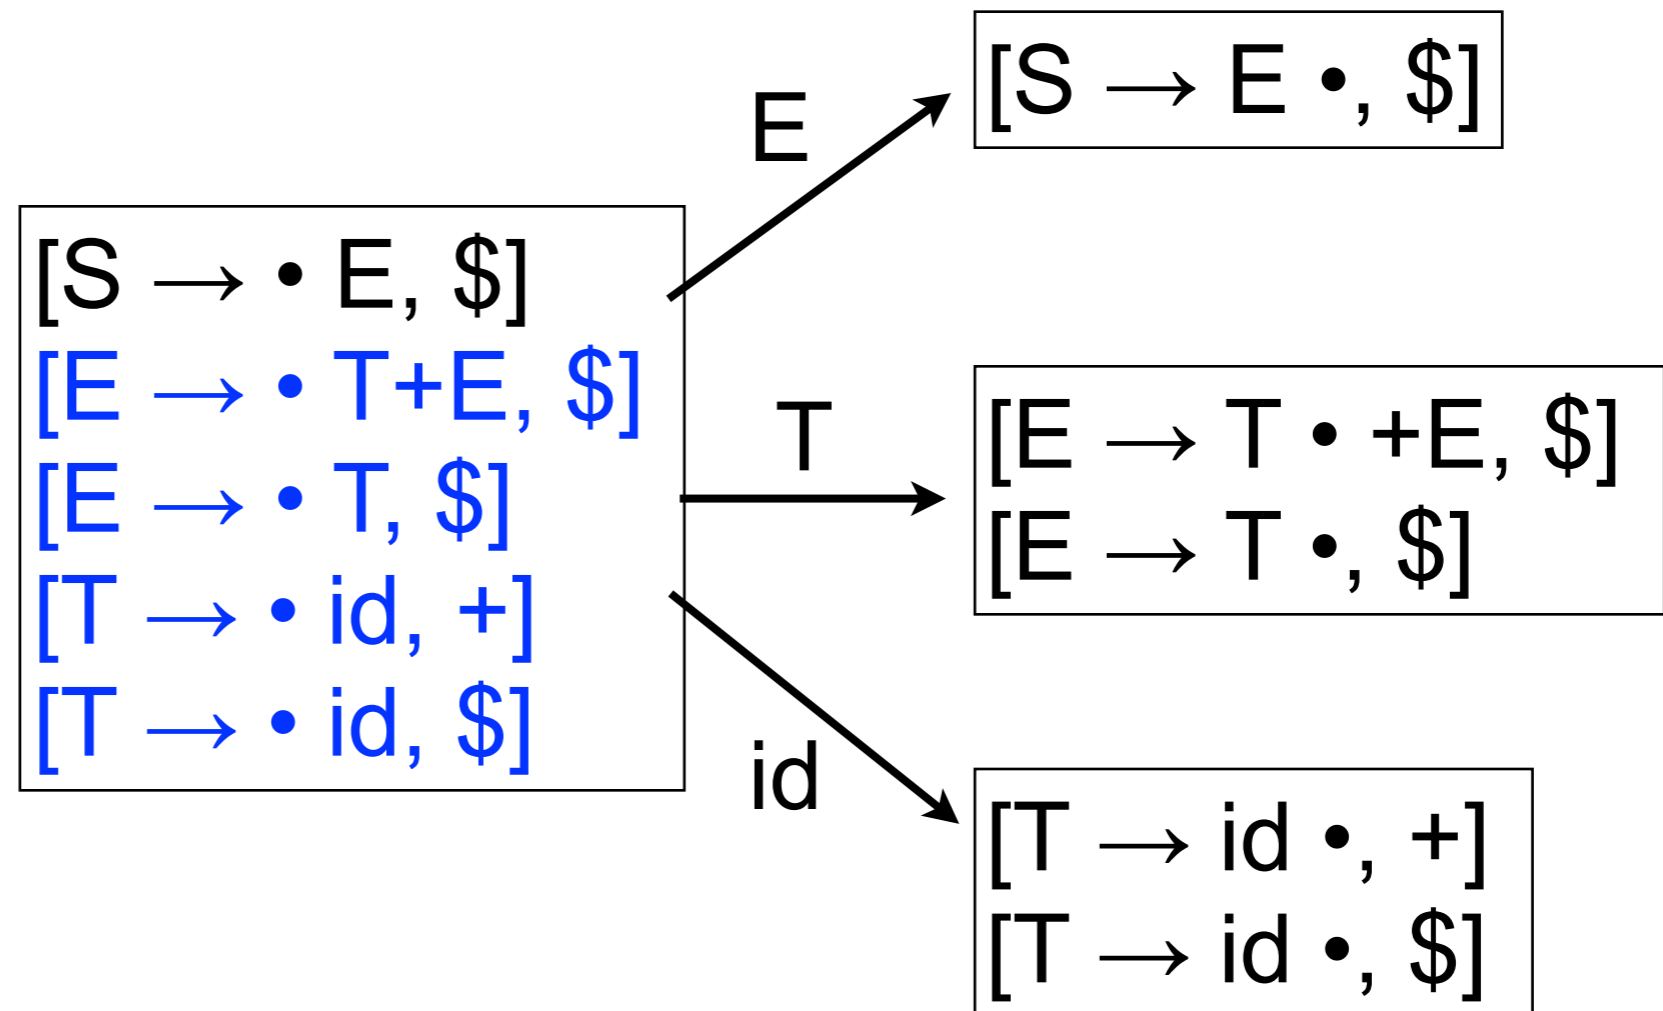 [S → E •, $]
E
[S → • E, $]
[E → • T+E, $]
[E → • T, $]
[T → • id, +]
[T → • id, $]
T
[E → T • +E, $]
[E → T •, $]
id
[T → id •, +]
[T → id •, $]